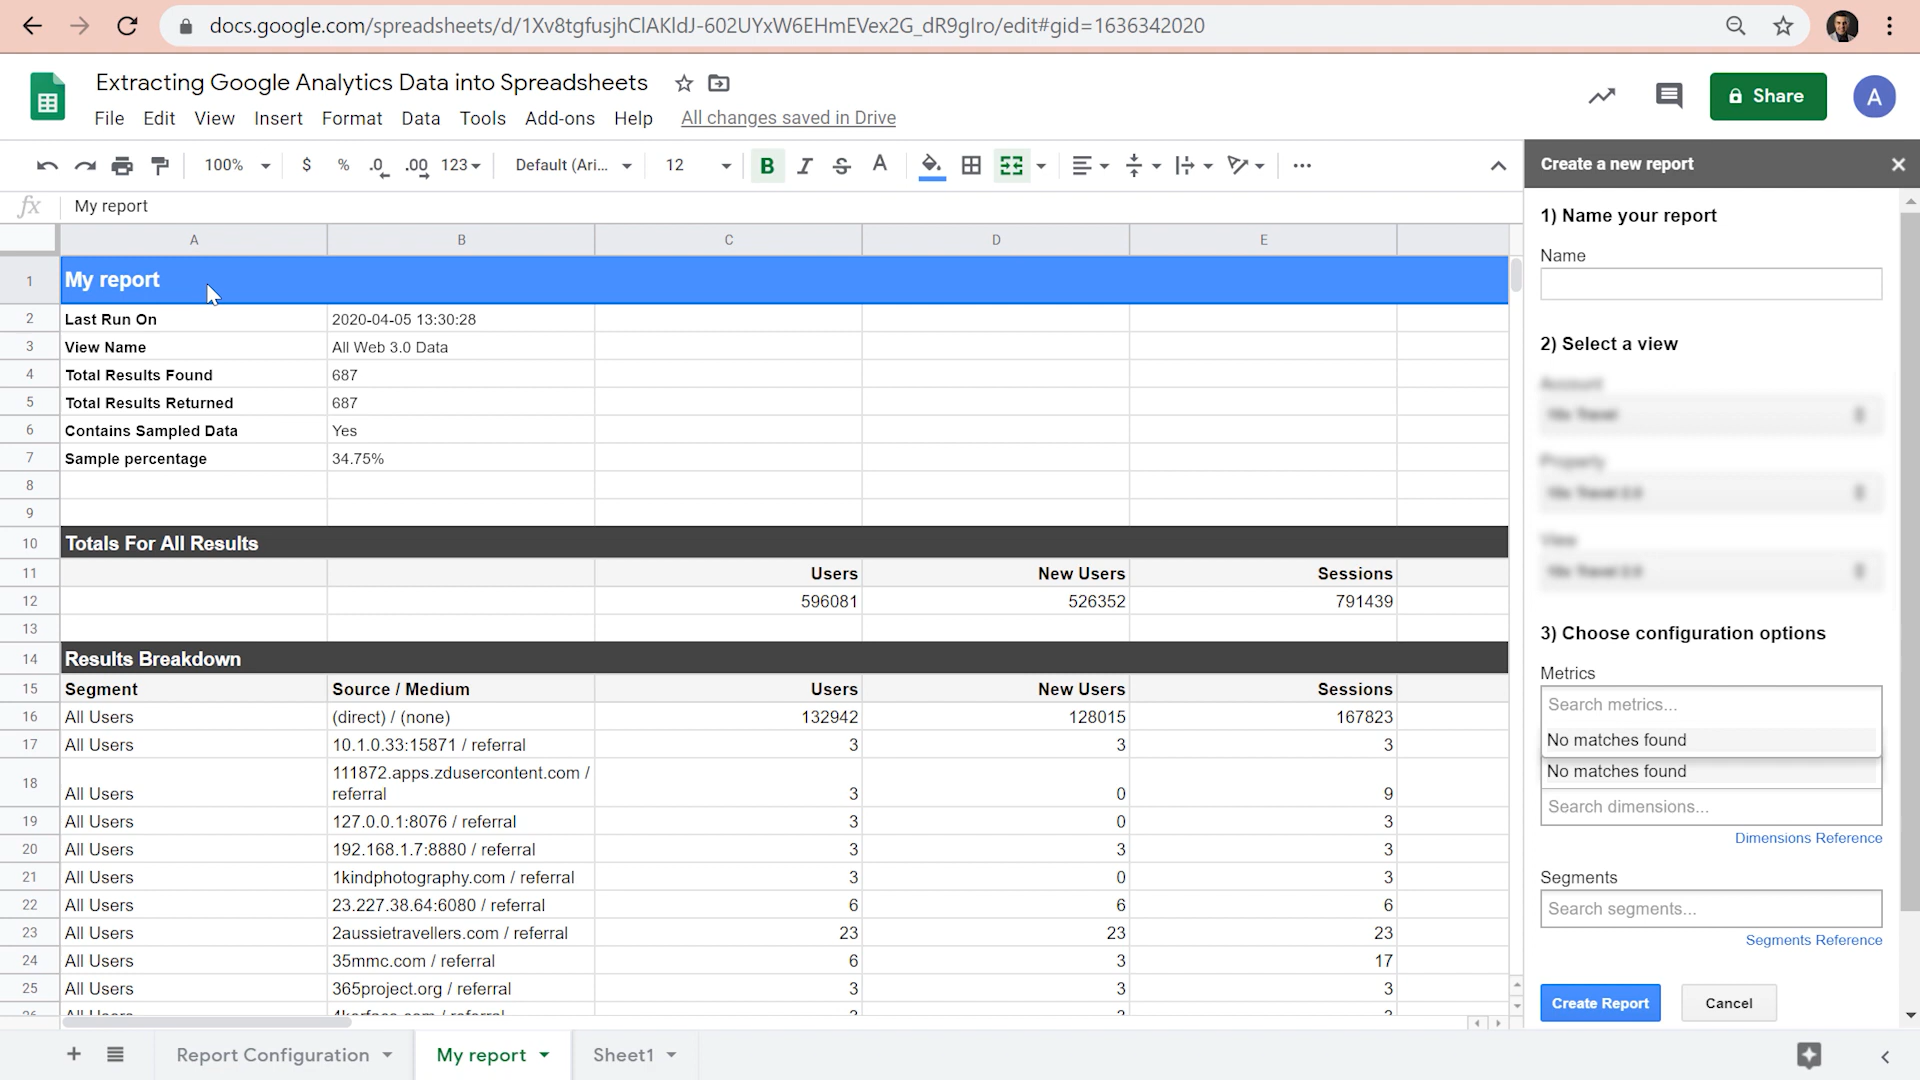 docs.google.com/spreadsheets/d/1Xv8tgfusjhClAKldJ-602UYxW6EHmEVex2G_dR9gIro/edit#gid=1636342020
Extracting Google Analytics Data into Spreadsheets
File Edit View Insert Format Data Tools Add-ons Help All changes saved in Drive
Share
A
100% $ % .0 .00 123 Default (Ari... 12 B I S A
fx My report
A B C D E
1 My report
2 Last Run On 2020-04-05 13:30:28
3 View Name All Web 3.0 Data
4 Total Results Found 687
5 Total Results Returned 687
6 Contains Sampled Data Yes
7 Sample percentage 34.75%
8
9
10 Totals For All Results
11 Users New Users Sessions
12 596081 526352 791439
13
14 Results Breakdown
15 Segment Source / Medium Users New Users Sessions
16 All Users (direct) / (none) 132942 128015 167823
17 All Users 10.1.0.33:15871 / referral 3 3 3
111872.apps.zdusercontent.com /
18 All Users referral 3 0 9
19 All Users 127.0.0.1:8076 / referral 3 0 3
20 All Users 192.168.1.7:8880 / referral 3 3 3
21 All Users 1kindphotography.com / referral 3 0 3
22 All Users 23.227.38.64:6080 / referral 6 6 6
23 All Users 2aussietravellers.com / referral 23 23 23
24 All Users 35mmc.com / referral 6 3 17
25 All Users 365project.org / referral 3 3 3
Create a new report
1) Name your report
Name
2) Select a view
3) Choose configuration options
Metrics
Search metrics...
No matches found
No matches found
Search dimensions...
Dimensions Reference
Segments
Search segments...
Segments Reference
Create Report Cancel
Report Configuration My report Sheet1